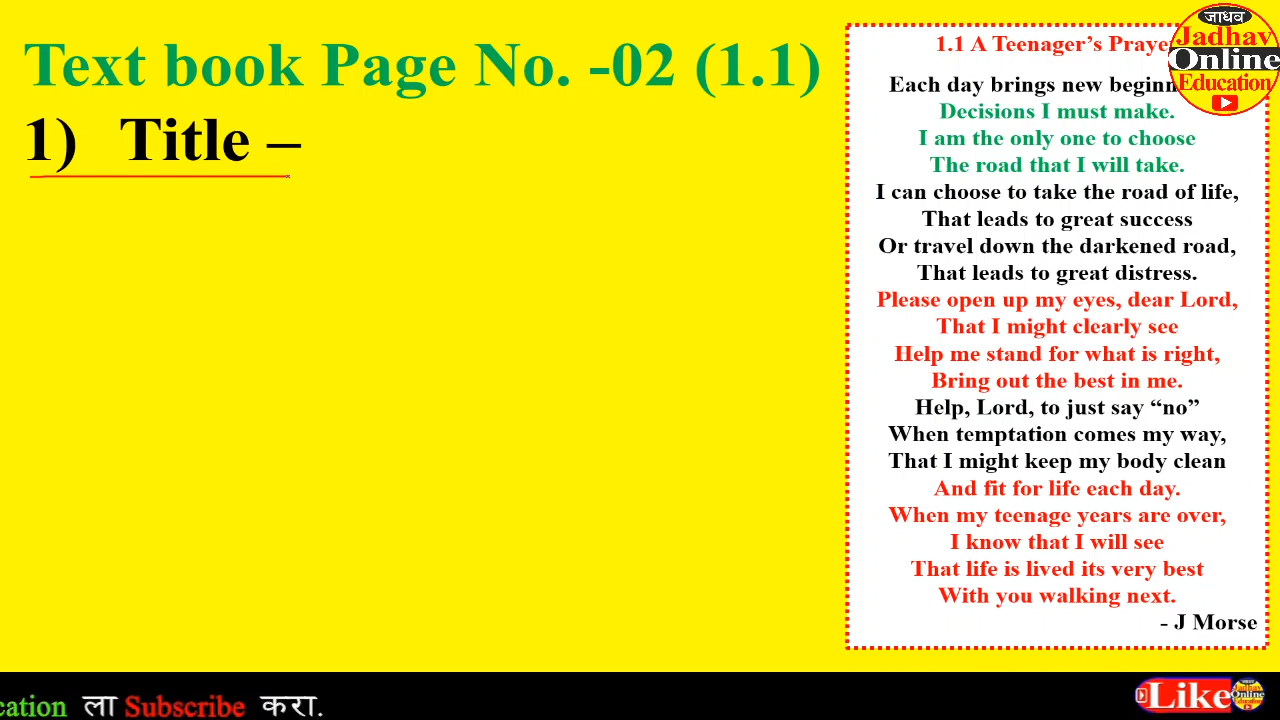 Text book Page No. -02 (1.1)
1) Title –
1.1 A Teenager's
Each day brings new
Decisions I must make.
I am the only one to choose
The road that I will take.
I can choose to take the road of life,
That leads to great success
Or travel down the darkened road,
That leads to great distress.
Please open up my eyes, dear Lord,
That I might clearly see
Help me stand for what is right,
Bring out the best in me.
Help, Lord, to just say “no”
When temptation comes my way,
That I might keep my body clean
And fit for life each day.
When my teenage years are over,
I know that I will see
That life is lived its very best
With you walking next.
- J Morse
जाधव
Jadhav
Online
Education
ला Subscribe करा.
Like
Jadhav
Online
Education